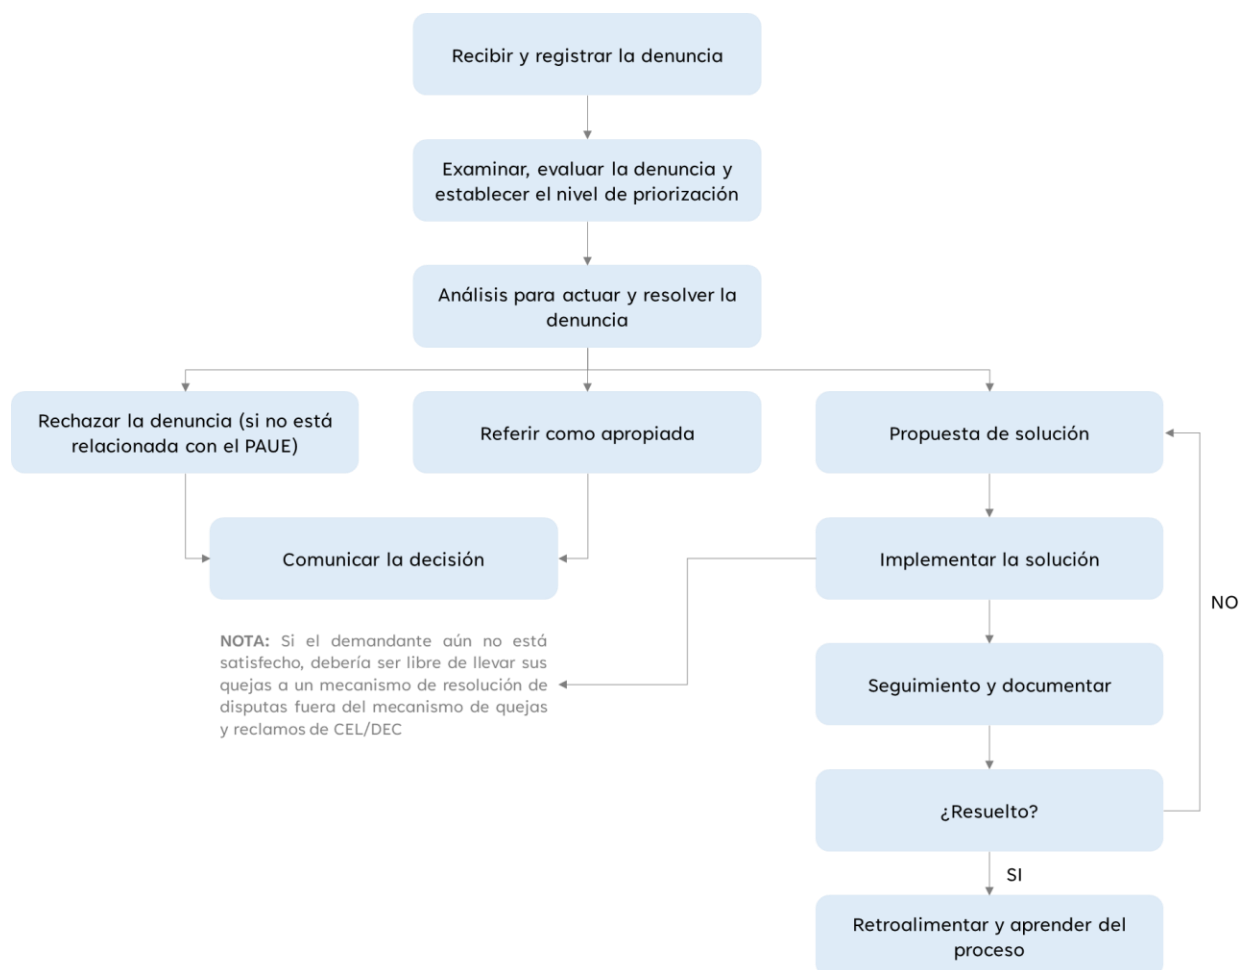 Recibir y registrar la denuncia
Examinar, evaluar la denuncia y
establecer el nivel de priorización
Análisis para actuar y resolver la
denuncia
Rechazar la denuncia (si no está
relacionada con el PAUE)
Referir como apropiada
Propuesta de solución
Comunicar la decisión
Implementar la solución
NO
NOTA: Si el demandante aún no está
satisfecho, debería ser libre de llevar sus
quejas a un mecanismo de resolución de
disputas fuera del mecanismo de quejas
y reclamos de CEL/DEC
Seguimiento y documentar
¿Resuelto?
SI
Retroalimentar y aprender del
proceso